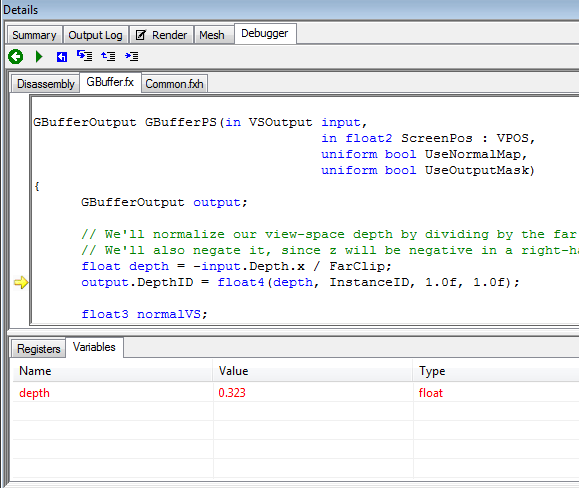 Details
Summary Output Log Render Mesh Debugger
Disassembly GBuffer.fx Common.fxh
GBufferOutput GBufferPS(in VSOutput input,
in float2 ScreenPos : VPOS,
uniform bool UseNormalMap,
uniform bool UseOutputMask)
{
GBufferOutput output;
// We'll normalize our view-space depth by dividing by the far
// We'll also negate it, since z will be negative in a right-ha
float depth = -input.Depth.x / FarClip;
output.DepthID = float4(depth, InstanceID, 1.0f, 1.0f);
float3 normalVS;
Registers Variables
Name Value Type
depth 0.323 float